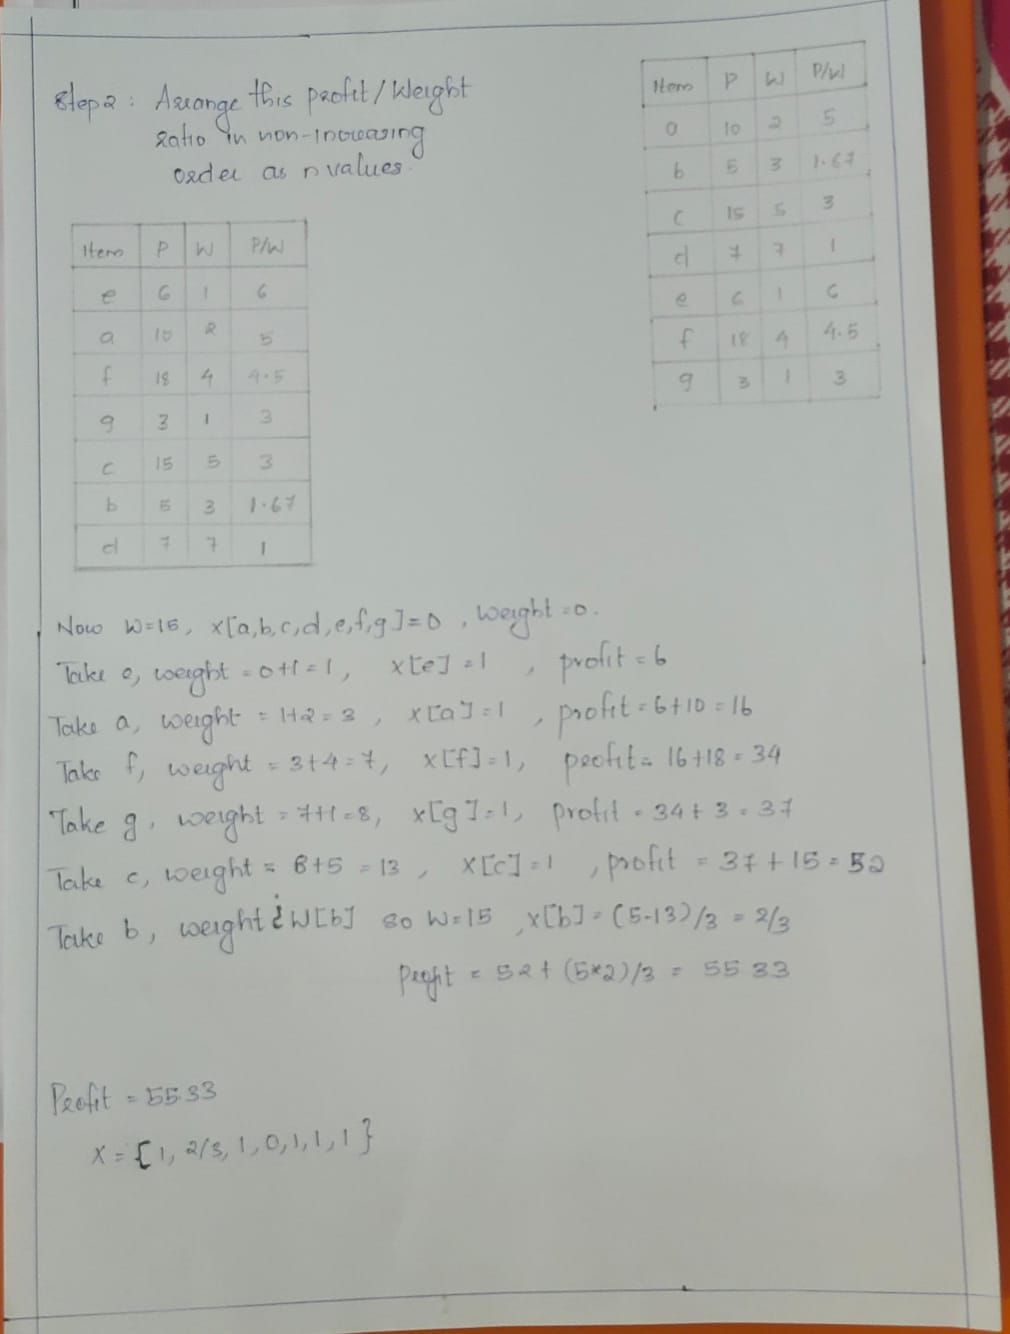 Step 2 : Arrange this profit / Weight
ratio in non-increasing
order as n values.
Item P W P/W
a 10 2 5
b 5 3 1.67
c 15 5 3
d 7 7 1
e 6 1 6
f 18 4 4.5
g 3 1 3
Item P W P/W
e 6 1 6
a 10 2 5
f 18 4 4.5
g 3 1 3
c 15 5 3
b 5 3 1.67
d 7 7 1
Now W=15, x[a,b,c,d,e,f,g]=0 , weight =0.
Take e, weight = 0+1 = 1, x[e] = 1 , profit = 6
Take a, weight = 1+2 = 3 , x[a] = 1 , profit = 6+10 = 16
Take f, weight = 3+4 = 7, x[f] = 1, profit = 16+18 = 34
Take g, weight = 7+1 = 8, x[g] = 1, profit = 34 + 3 = 37
Take c, weight = 8+5 = 13 , x[c] = 1 , profit = 37 + 15 = 52
Take b, weight ¿ W[b] so W=15 , x[b] = (5-13)/3 = 2/3
Profit = 52 + (5*2)/3 = 55 33
Profit = 55.33
X = {1, 2/3, 1, 0, 1, 1, 1}